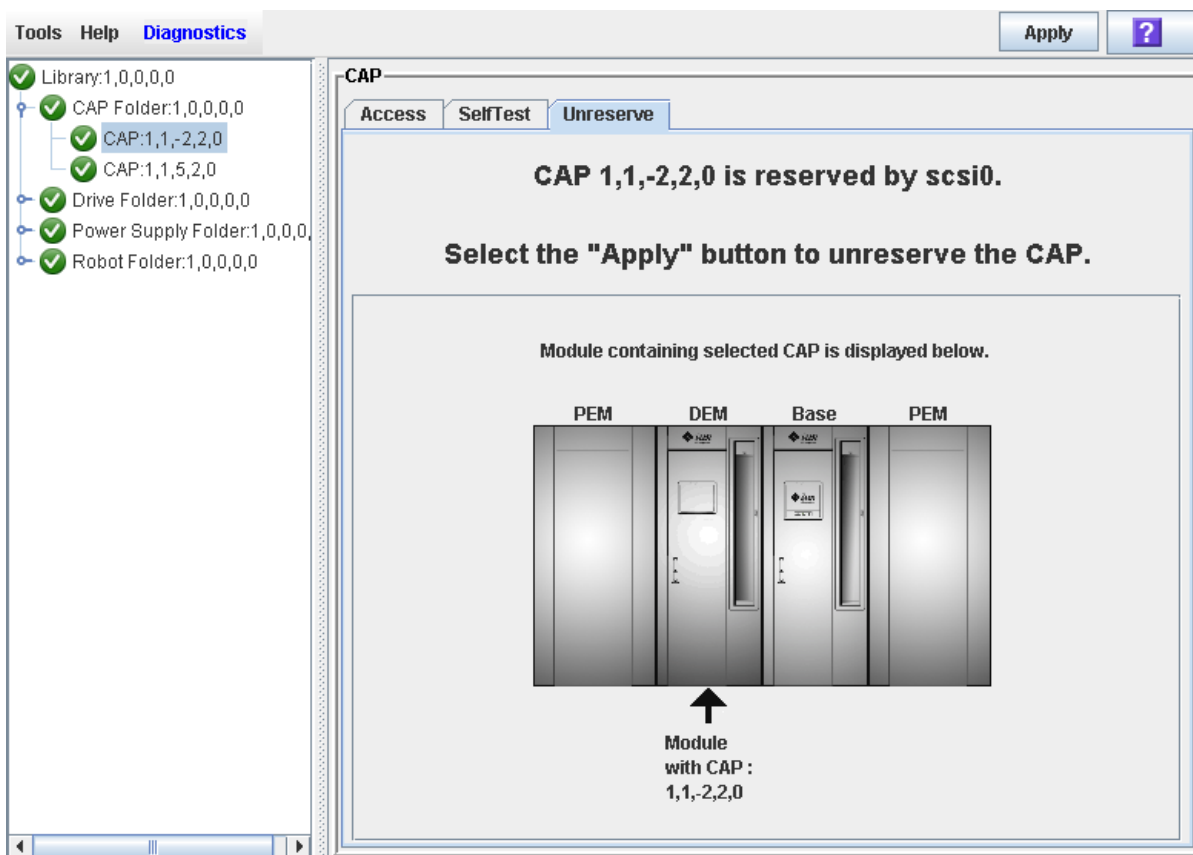 Tools Help Diagnostics
Apply
?
Library:1,0,0,0,0
CAP Folder:1,0,0,0,0
CAP:1,1,-2,2,0
CAP:1,1,5,2,0
Drive Folder:1,0,0,0,0
Power Supply Folder:1,0,0,0,
Robot Folder:1,0,0,0,0
CAP
Access SelfTest Unreserve
CAP 1,1,-2,2,0 is reserved by scsi0.
Select the "Apply" button to unreserve the CAP.
Module containing selected CAP is displayed below.
PEM DEM Base PEM
Module
with CAP :
1,1,-2,2,0